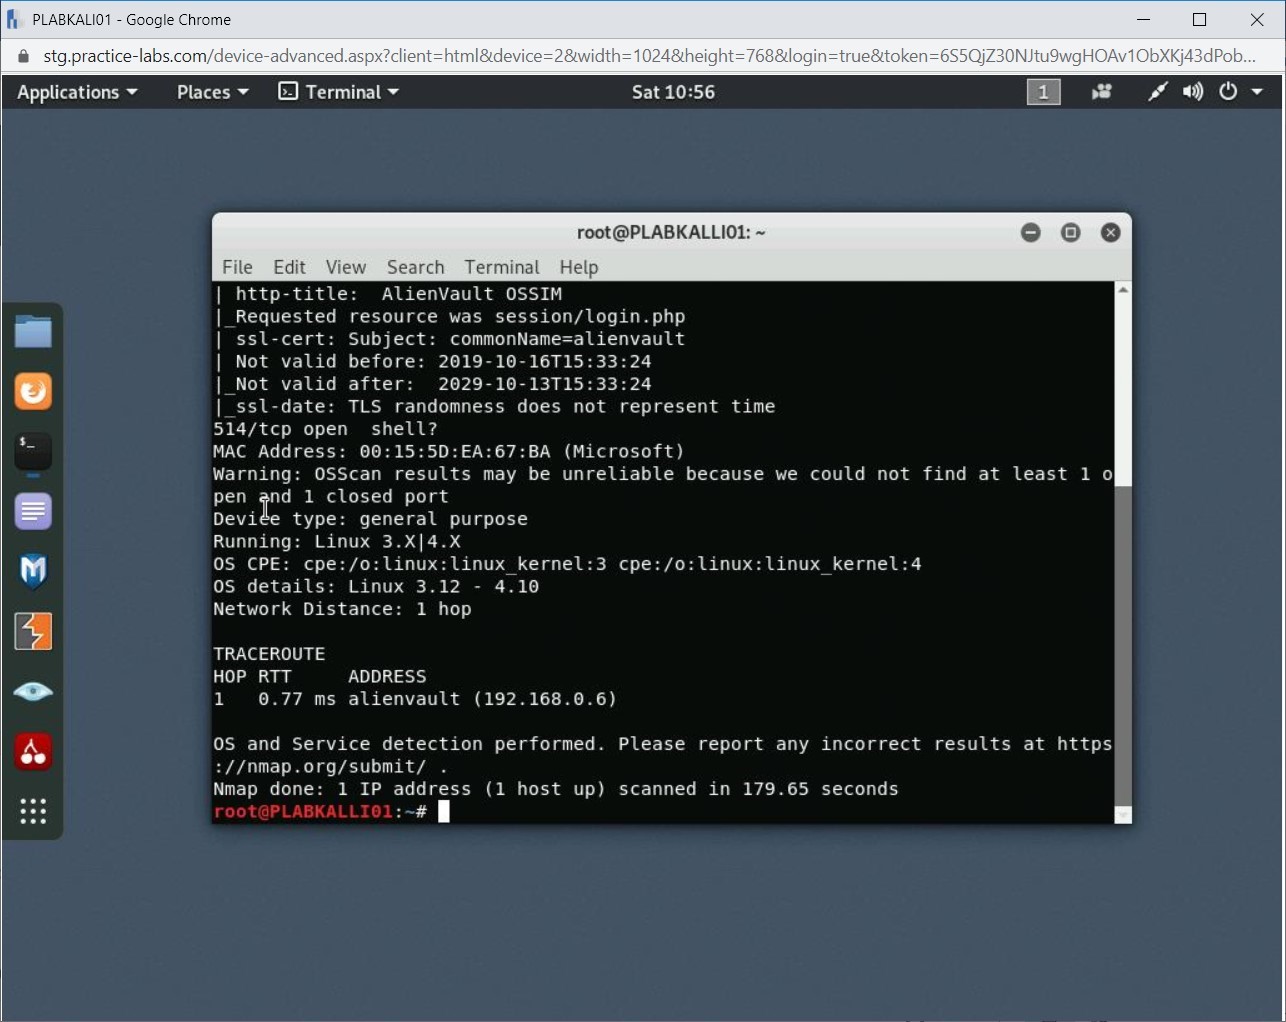 PLABKALI01 - Google Chrome
stg.practice-labs.com/device-advanced.aspx?client=html&device=2&width=1024&height=768&login=true&token=6S5QjZ30NJtu9wgHOAv1ObXKj43dPob...
Applications Places Terminal Sat 10:56 1
root@PLABKALLI01: ~
File Edit View Search Terminal Help
| http-title:  AlienVault OSSIM
|_Requested resource was session/login.php
| ssl-cert: Subject: commonName=alienvault
| Not valid before: 2019-10-16T15:33:24
|_Not valid after:  2029-10-13T15:33:24
|_ssl-date: TLS randomness does not represent time
514/tcp open  shell?
MAC Address: 00:15:5D:EA:67:BA (Microsoft)
Warning: OSScan results may be unreliable because we could not find at least 1 o
pen and 1 closed port
Device type: general purpose
Running: Linux 3.X|4.X
OS CPE: cpe:/o:linux:linux_kernel:3 cpe:/o:linux:linux_kernel:4
OS details: Linux 3.12 - 4.10
Network Distance: 1 hop
TRACEROUTE
HOP RTT     ADDRESS
1   0.77 ms alienvault (192.168.0.6)
OS and Service detection performed. Please report any incorrect results at https
://nmap.org/submit/ .
Nmap done: 1 IP address (1 host up) scanned in 179.65 seconds
root@PLABKALLI01:~#